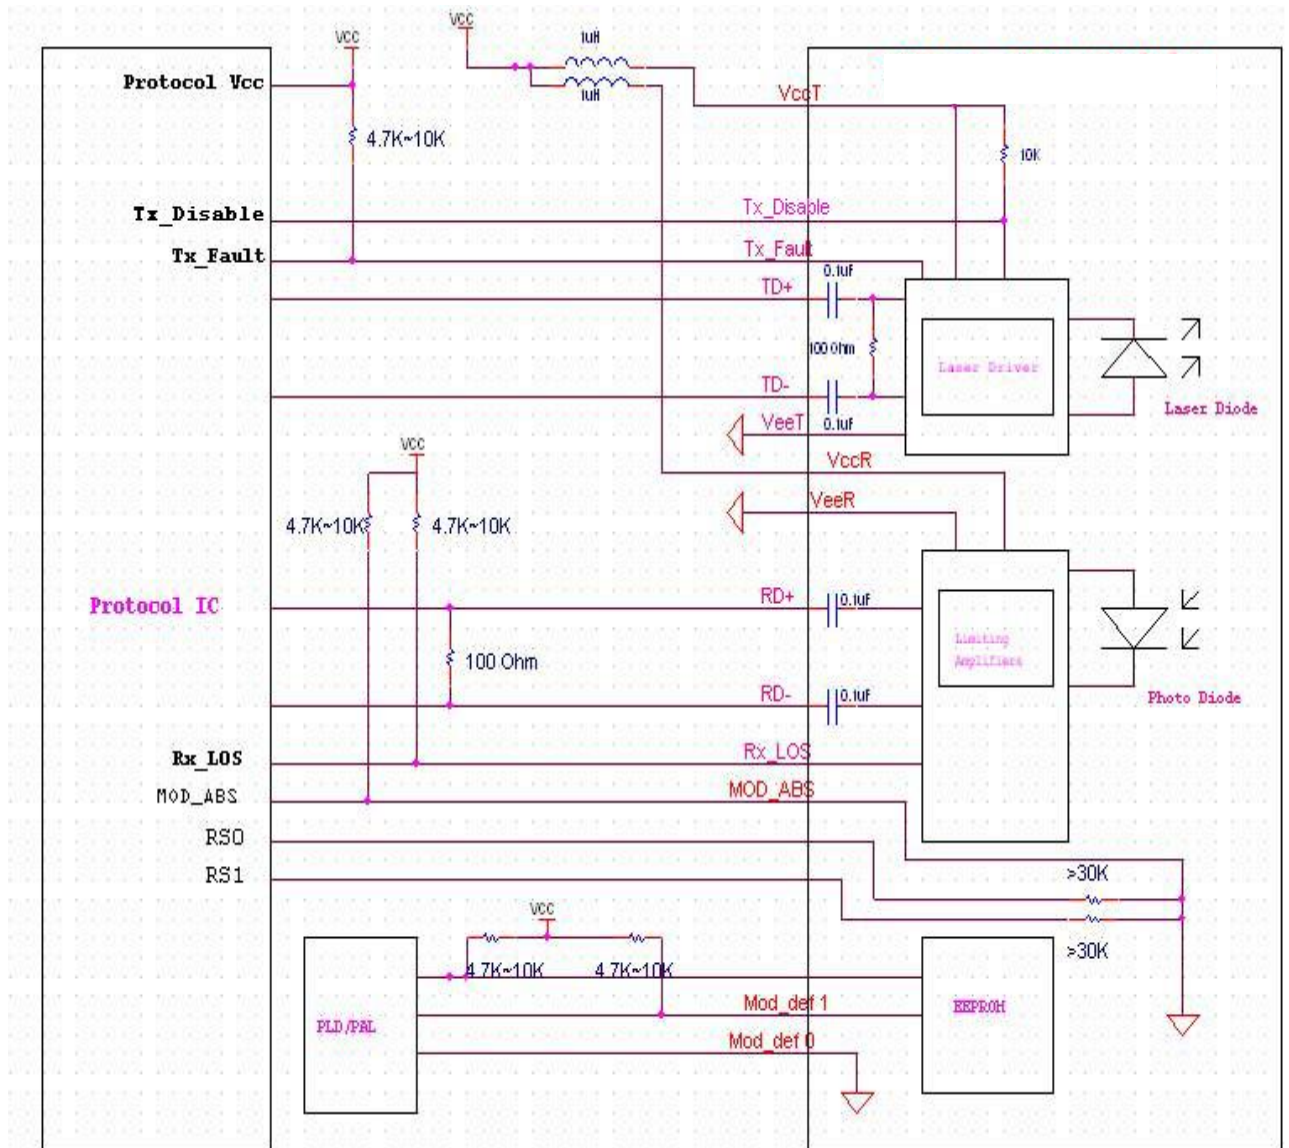 VCC
VCC
1uH
1uH
Protocol Vcc
VccT
4.7K~10K
10K
Tx_Disable
Tx_Disable
Tx_Fault
Tx_Fault
0.1uf
TD+
100 Ohm
Laser Driver
TD-
Laser Diode
VeeT
0.1uf
VCC
VccR
VeeR
4.7K~10K
4.7K~10K
Protocol IC
RD+
0.1uf
Limiting
Amplifiers
100 Ohm
RD-
0.1uf
Photo Diode
Rx_LOS
Rx_LOS
MOD_ABS
MOD_ABS
RS0
RS1
>30K
VCC
>30K
4.7K~10K
4.7K~10K
Mod_def 1
EEPROM
PLD/PAL
Mod_def 0